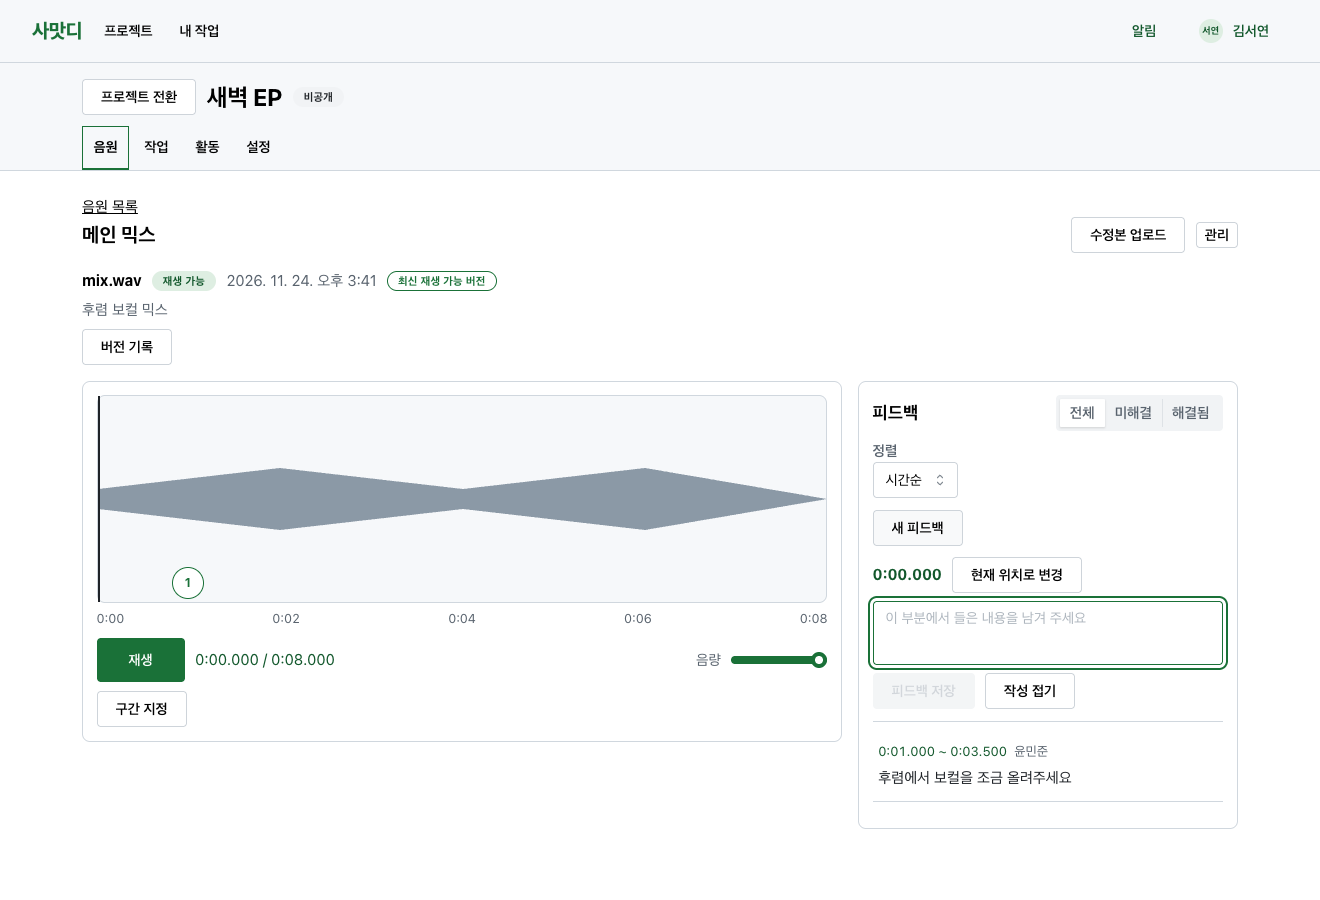 사맛디 프로젝트 내 작업 알림 서연 김서연
프로젝트 전환 새벽 EP 비공개
음원 작업 활동 설정
음원 목록
메인 믹스
수정본 업로드 관리
mix.wav 재생 가능 2026. 11. 24. 오후 3:41 최신 재생 가능 버전
후렴 보컬 믹스
버전 기록
1
0:00 0:02 0:04 0:06 0:08
재생 0:00.000 / 0:08.000 음량
구간 지정
피드백 전체 미해결 해결됨
정렬
시간순
새 피드백
0:00.000 현재 위치로 변경
이 부분에서 들은 내용을 남겨 주세요
피드백 저장 작성 접기
0:01.000 ~ 0:03.500 윤민준
후렴에서 보컬을 조금 올려주세요